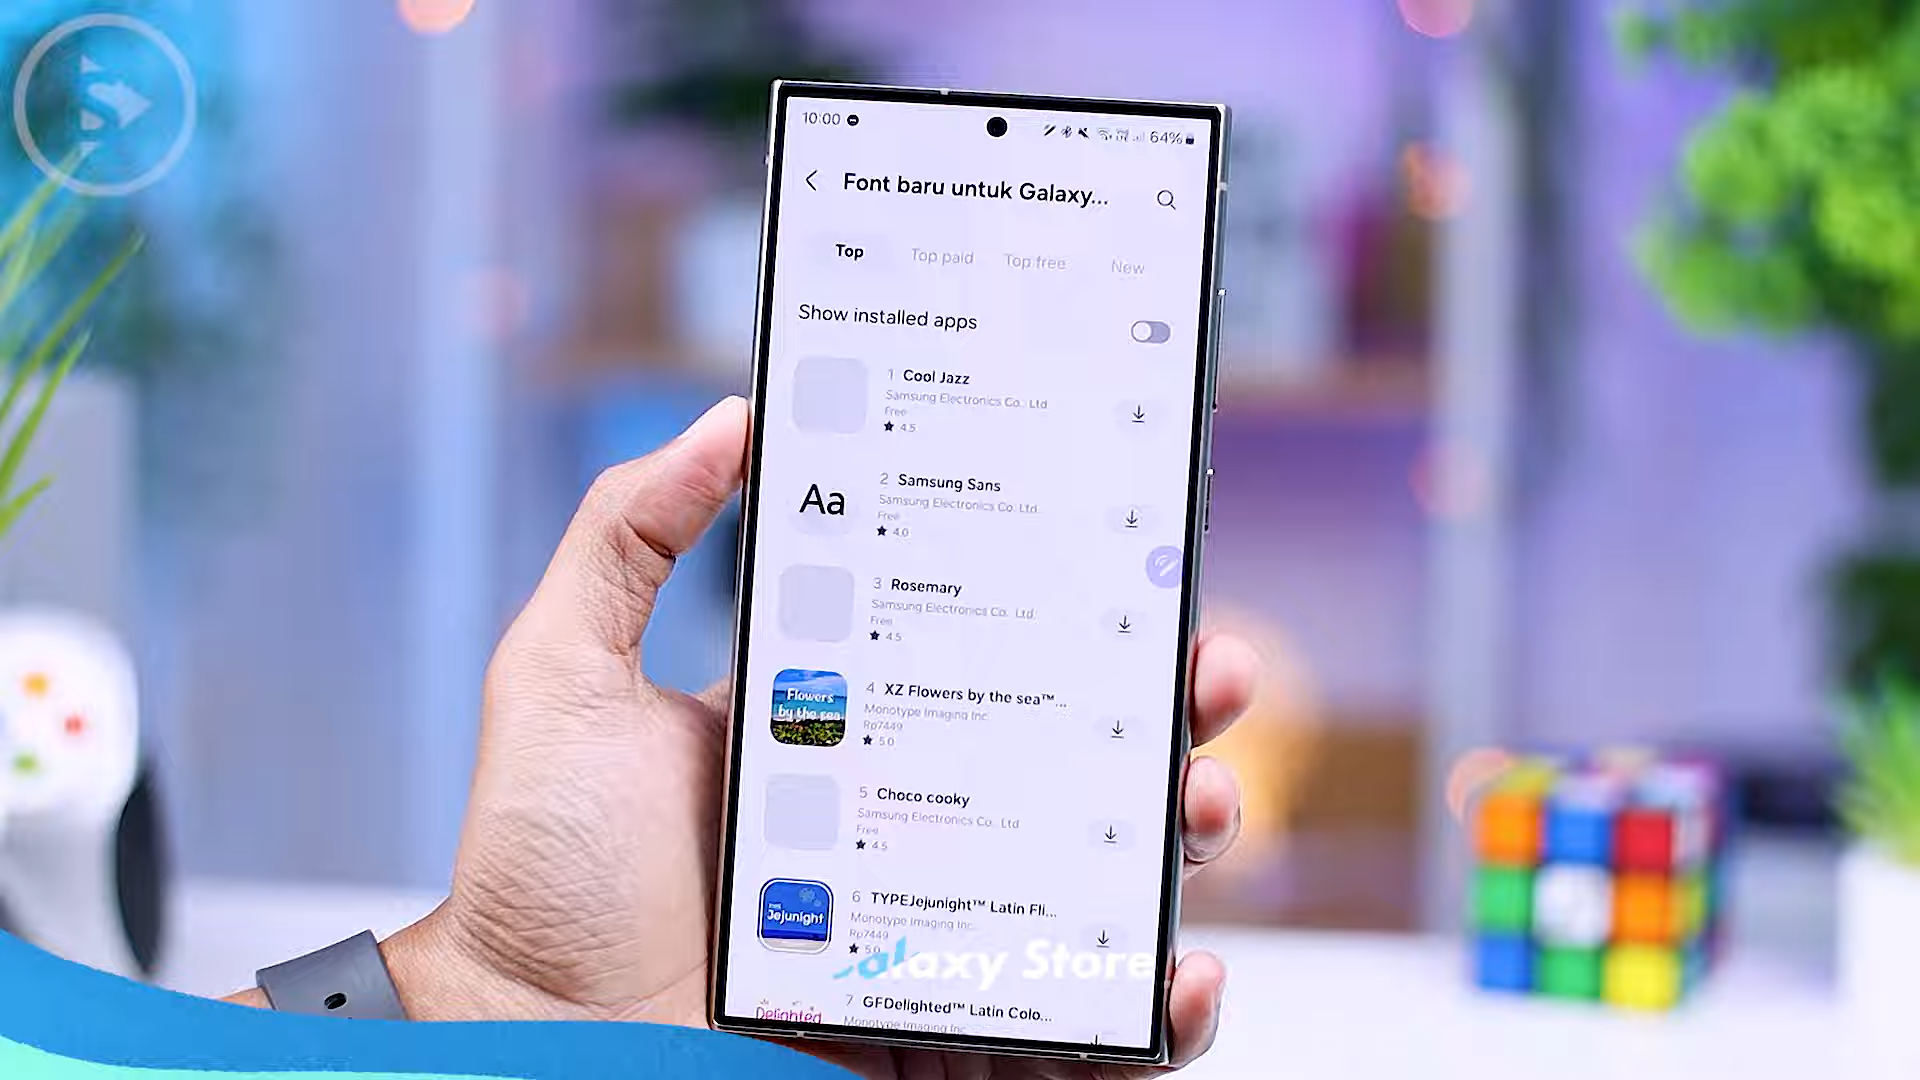 10:00
64%
Font baru untuk Galaxy...
Top
Top paid
Top free
New
Show installed apps
1 Cool Jazz
Samsung Electronics Co., Ltd
Free
★ 4.5
Aa
2 Samsung Sans
Samsung Electronics Co. Ltd.
Free
★ 4.0
3 Rosemary
Samsung Electronics Co. Ltd.
Free
★ 4.5
Flowers
by the sea
4 XZ Flowers by the sea™...
Monotype Imaging Inc.
Rp7449
★ 5.0
5 Choco cooky
Samsung Electronics Co., Ltd
Free
★ 4.5
Jejunight
6 TYPEJejunight™ Latin Fli...
Monotype Imaging Inc.
Rp7449
★ 5.0
Galaxy Store
Delighted
7 GFDelighted™ Latin Colo...
Monotype Imaging Inc.